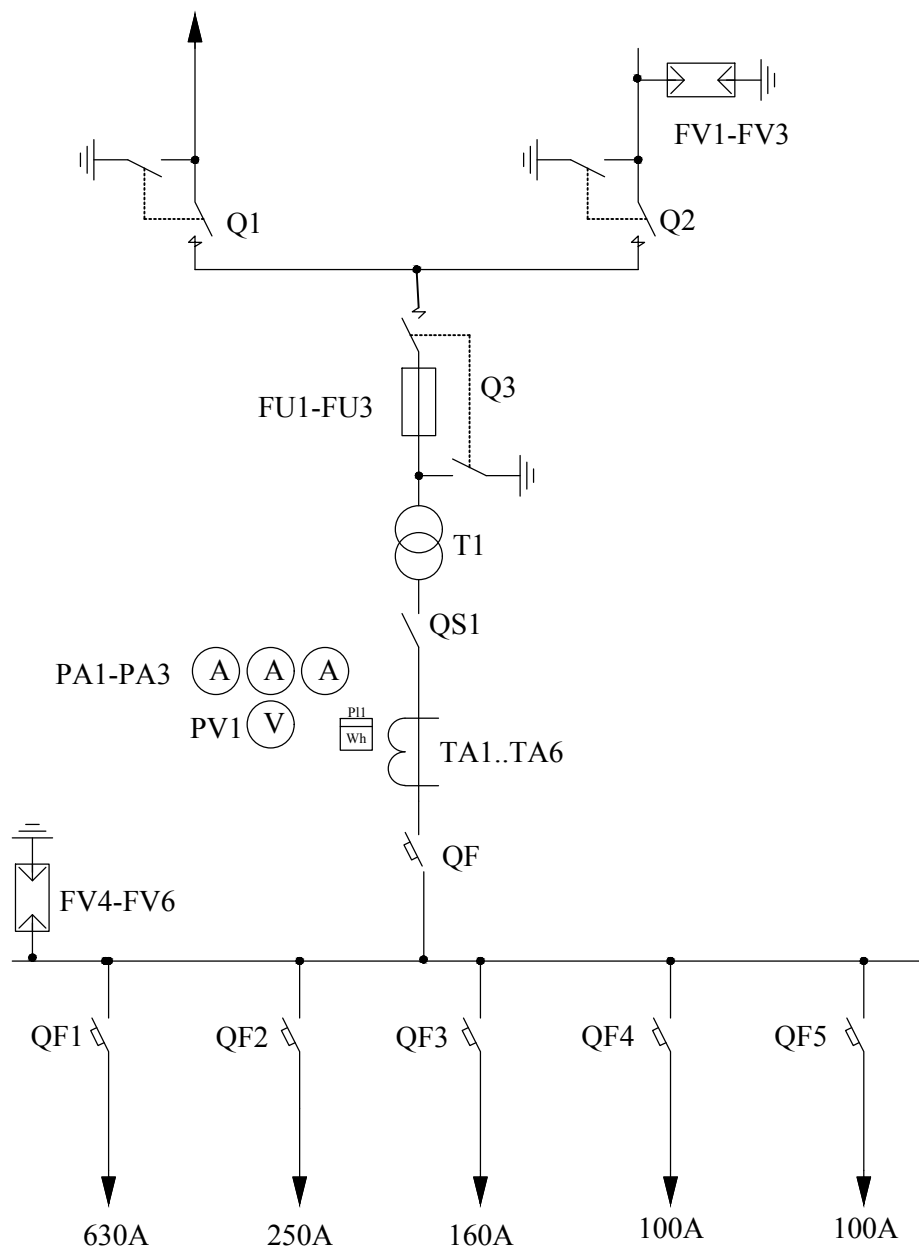 FV1-FV3
Q1
Q2
Q3
FU1-FU3
T1
QS1
PA1-PA3 A A A
PV1 V
PI1
Wh
TA1..TA6
QF
FV4-FV6
QF1 QF2 QF3 QF4 QF5
630A 250A 160A 100A 100A